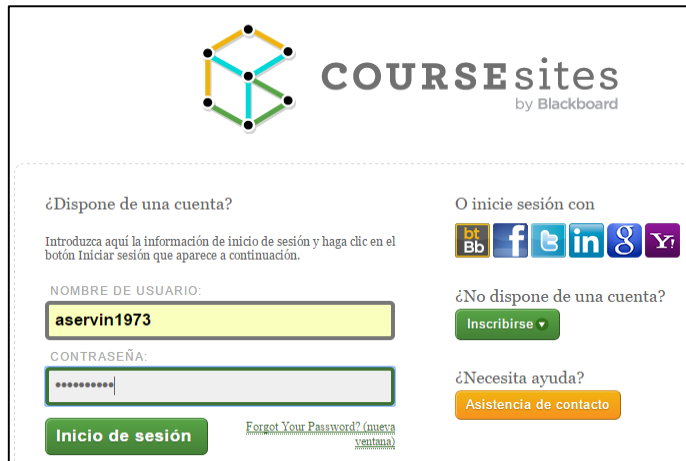 COURSEsites
by Blackboard
¿Dispone de una cuenta?
Introduzca aquí la información de inicio de sesión y haga clic en el
botón Iniciar sesión que aparece a continuación.
NOMBRE DE USUARIO:
aservin1973
CONTRASEÑA:
••••••••••
Inicio de sesión
Forgot Your Password? (nueva
ventana)
O inicie sesión con
bt
Bb
f
t
in
g
Y!
¿No dispone de una cuenta?
Inscribirse
¿Necesita ayuda?
Asistencia de contacto